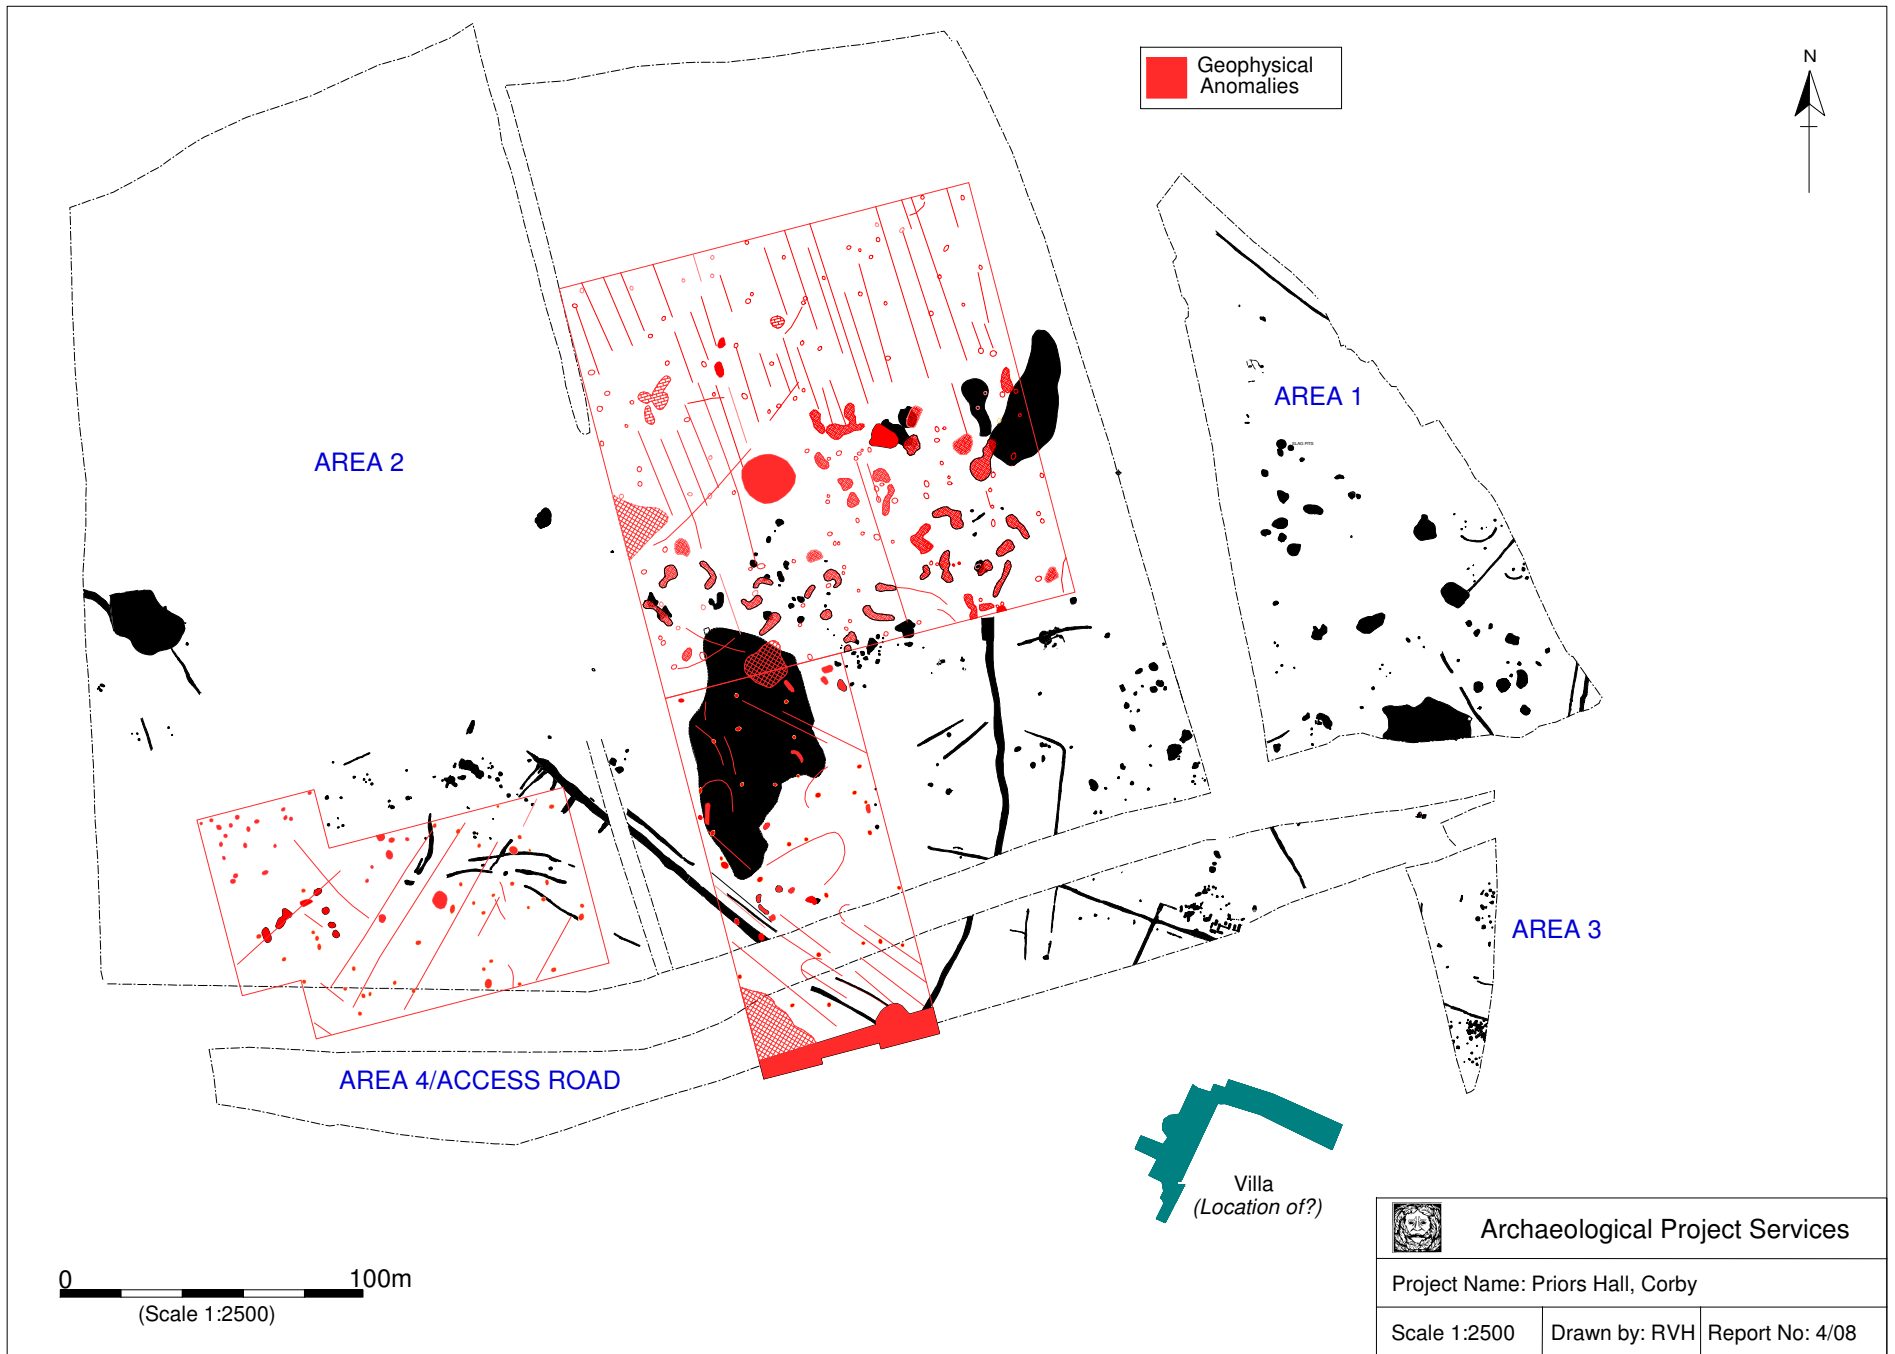 Geophysical
Anomalies
N
AREA 1
SLAG PITS
AREA 2
AREA 3
AREA 4/ACCESS ROAD
Villa
(Location of?)
0 100m
(Scale 1:2500)
Archaeological Project Services
Project Name: Priors Hall, Corby
Scale 1:2500 Drawn by: RVH Report No: 4/08